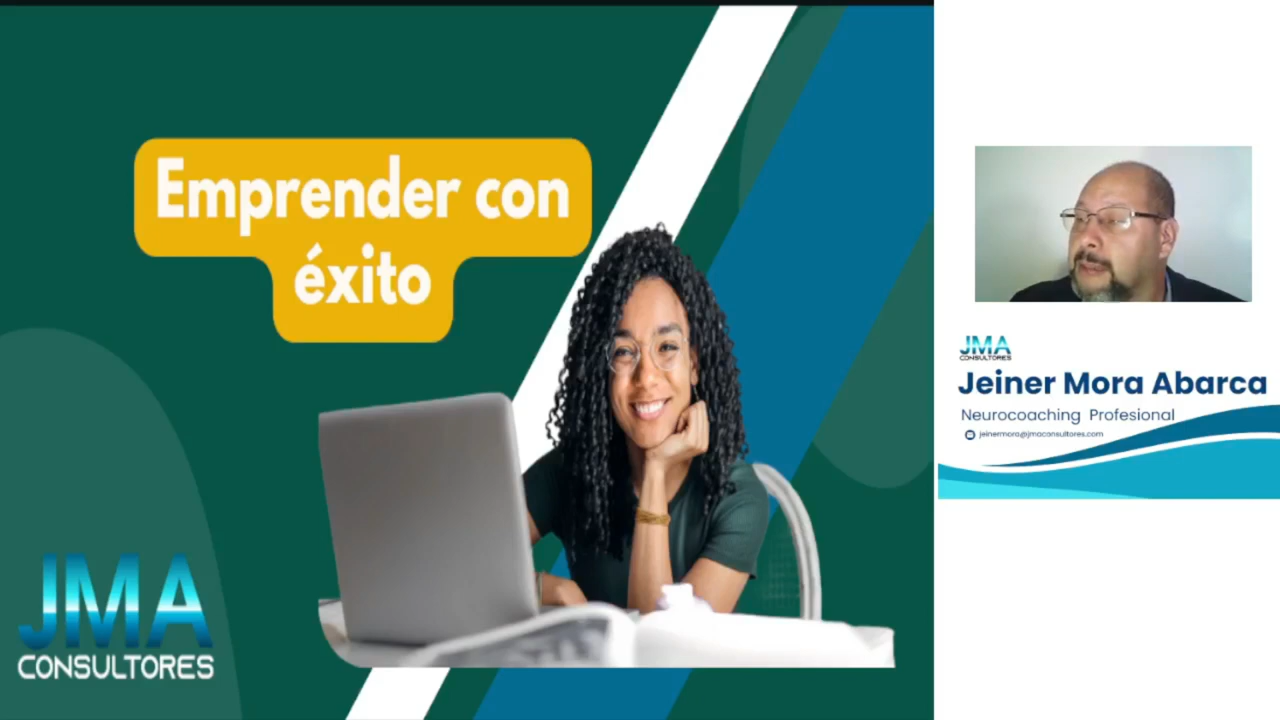 Emprender con
éxito
JMA
CONSULTORES
JMA
CONSULTORES
Jeiner Mora Abarca
Neurocoaching Profesional
jeinermora@jmaconsultores.com